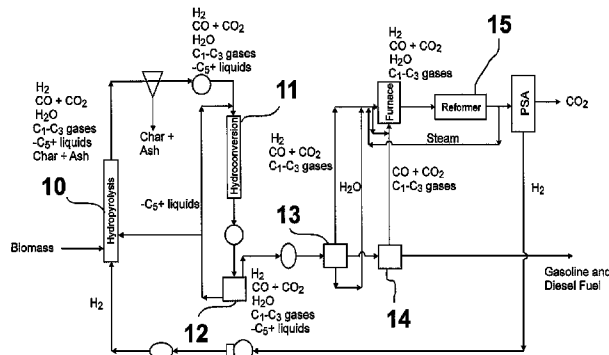 H2
CO + CO2
H2O
C1-C3 gases
-C5+ liquids
Char + Ash
10
Hydropyrolysts
Biomass
H2
Char +
Ash
H2
CO + CO2
H2O
C1-C3 gases
-C5+ liquids
11
Hydroconversion
-C5+ liquids
12
H2
CO + CO2
H2O
C1-C3 gases
-C5+ liquids
H2
CO + CO2
C1-C3 gases
13
H2O
H2
CO + CO2
H2O
C1-C3 gases
Furnace
15
Reformer
Steam
CO + CO2
C1-C3 gases
14
PSA
CO2
H2
Gasoline and
Diesel Fuel